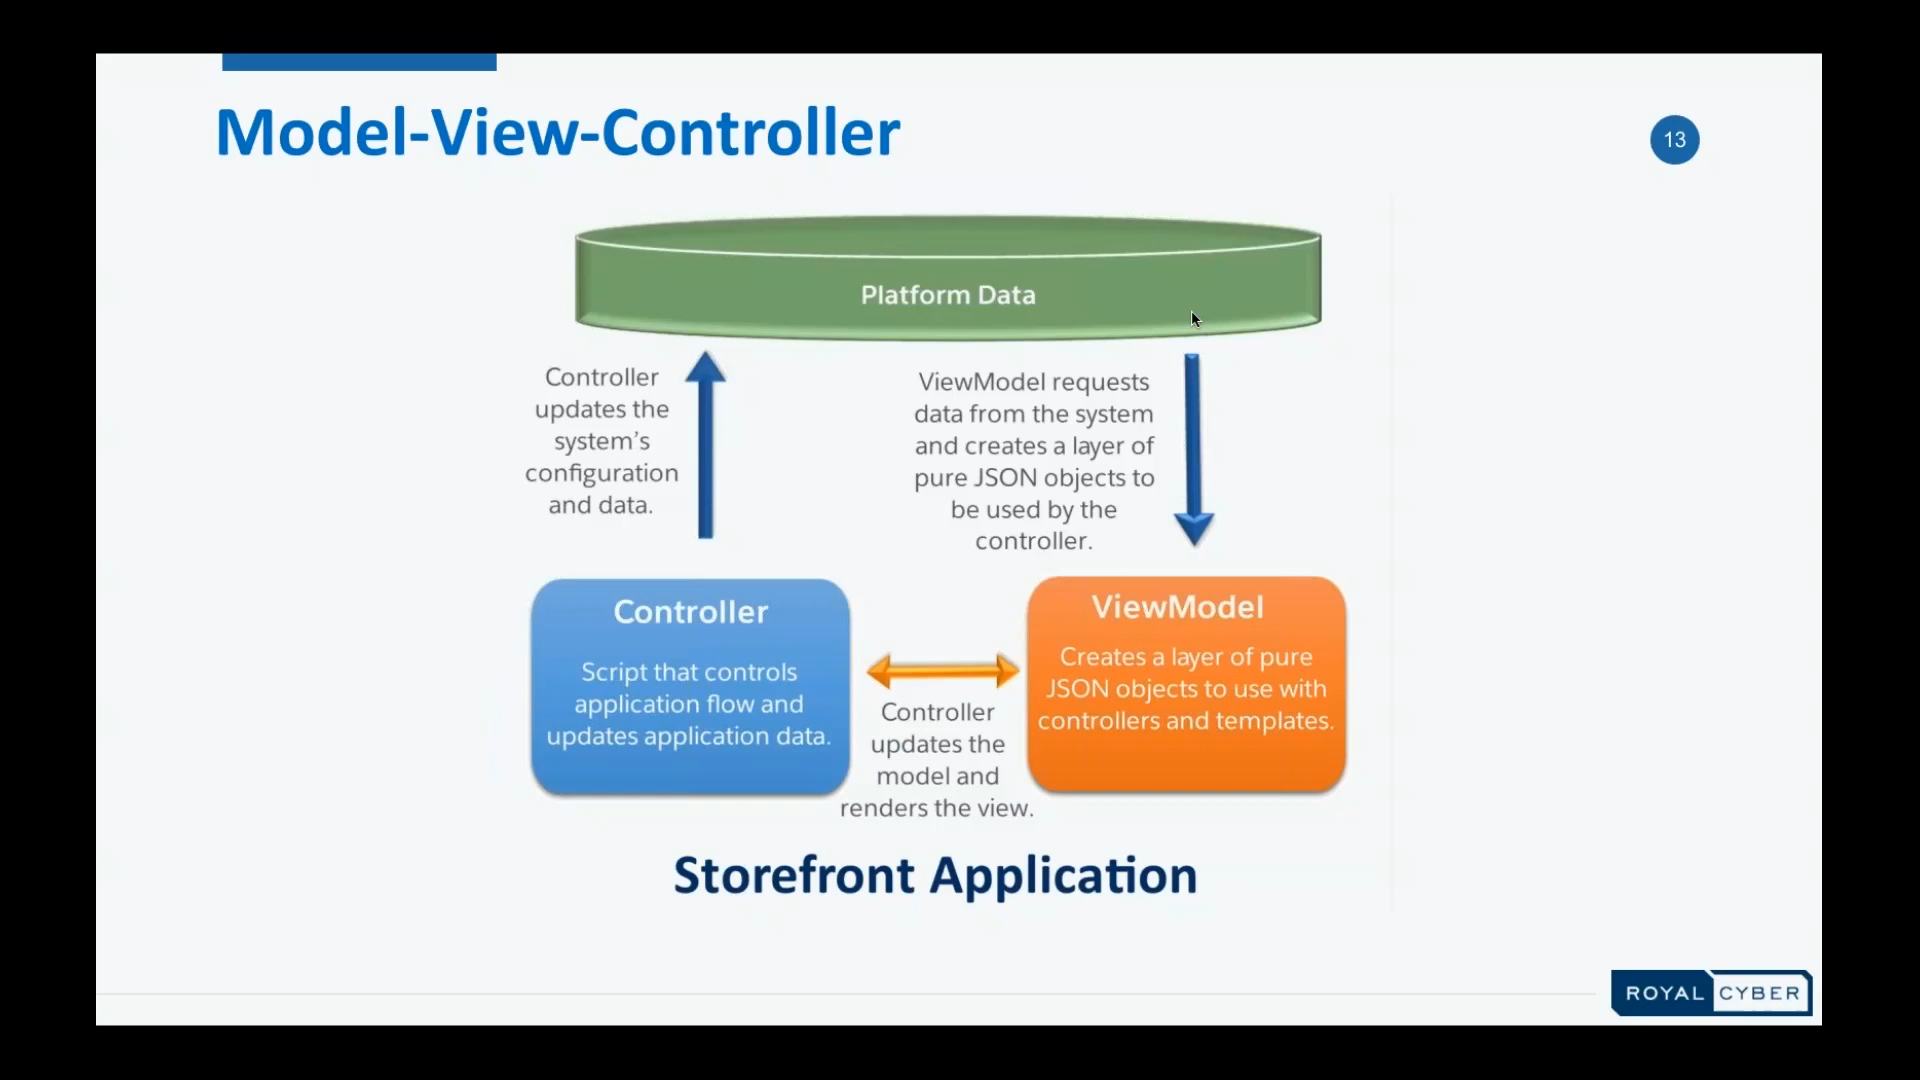 Model-View-Controller
13
Platform Data
Controller
updates the
system’s
configuration
and data.
ViewModel requests
data from the system
and creates a layer of
pure JSON objects to
be used by the
controller.
Controller
Script that controls
application flow and
updates application data.
Controller
updates the
model and
renders the view.
ViewModel
Creates a layer of pure
JSON objects to use with
controllers and templates.
Storefront Application
ROYAL CYBER